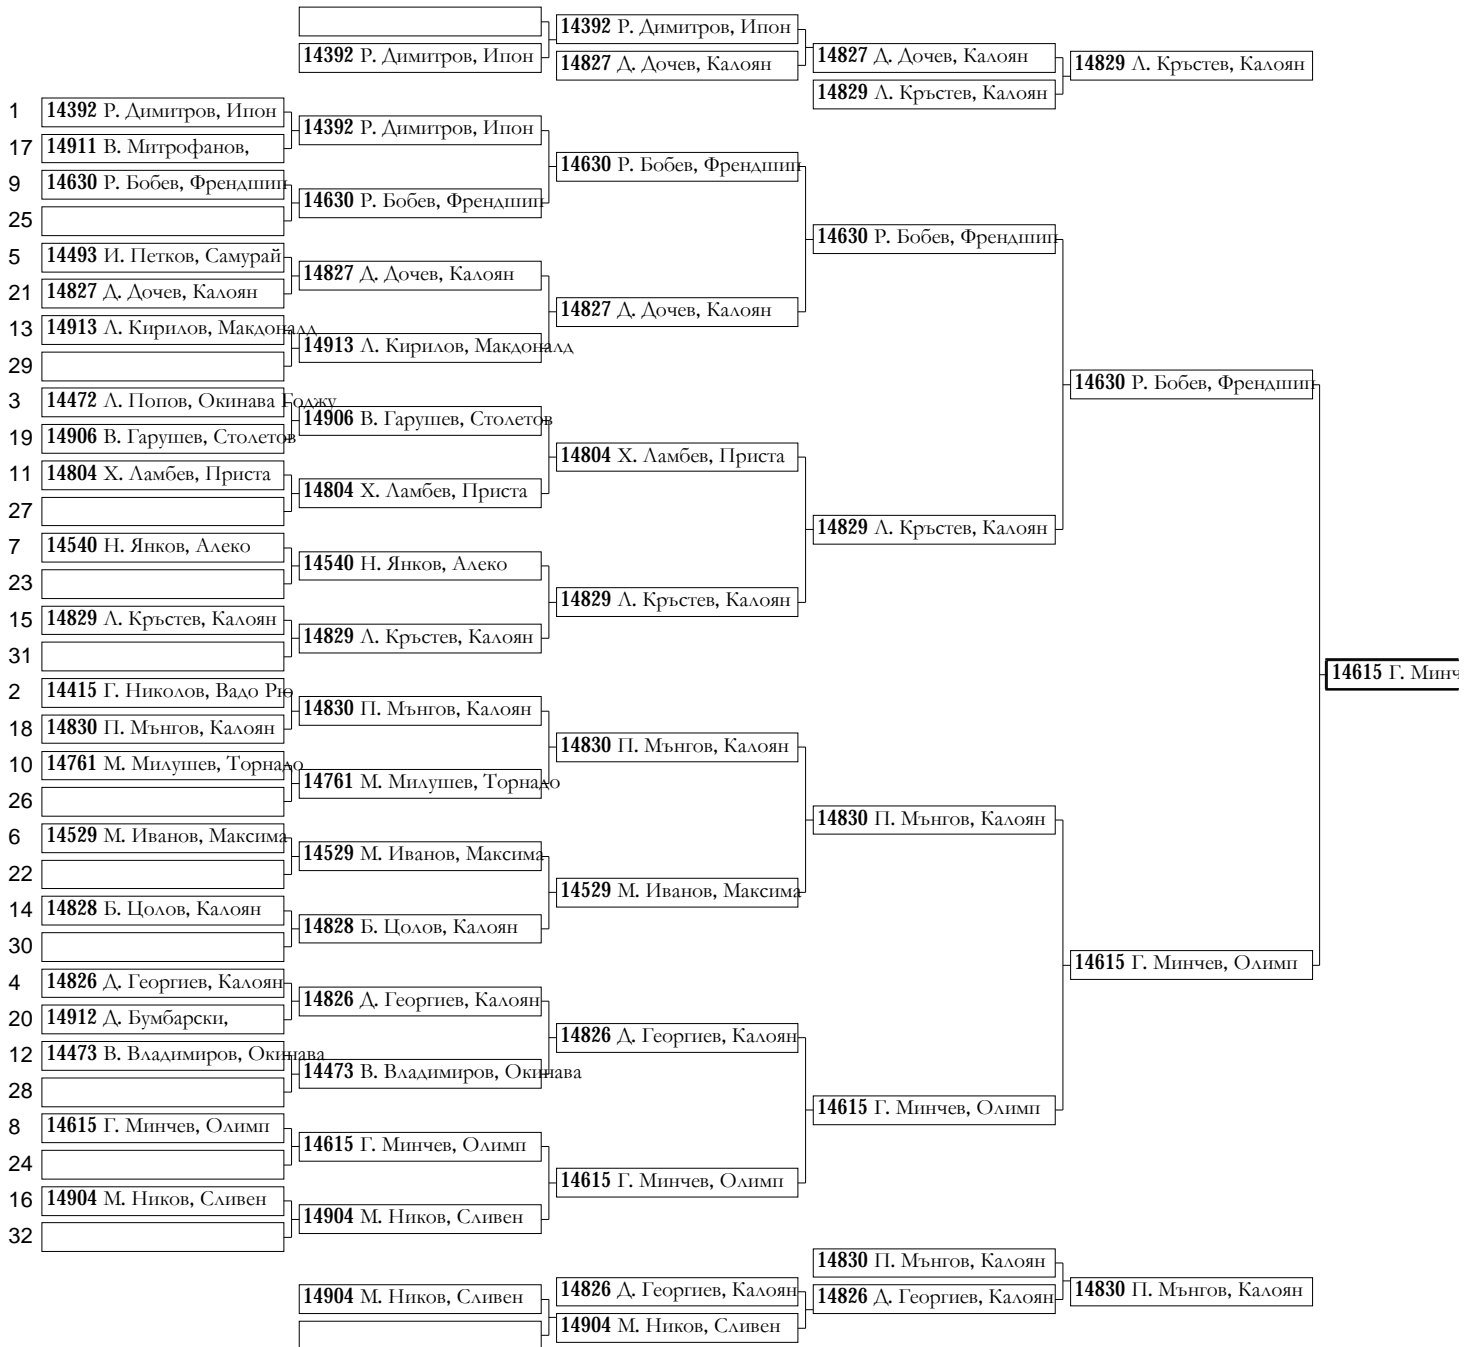 14392 Р. Димитров, Ипон
14392 Р. Димитров, Ипон
14827 Д. Дочев, Калоян
14827 Д. Дочев, Калоян
14829 Л. Кръстев, Калоян
14829 Л. Кръстев, Калоян
1 14392 Р. Димитров, Ипон
17 14911 В. Митрофанов,
9 14630 Р. Бобев, Френдшип
25
5 14493 И. Петков, Самурай
21 14827 Д. Дочев, Калоян
13 14913 Л. Кирилов, Макдоналд
29
3 14472 Л. Попов, Окинава Годжу
19 14906 В. Гарушев, Столетов
11 14804 Х. Ламбев, Приста
27
7 14540 Н. Янков, Алеко
23
15 14829 Л. Кръстев, Калоян
31
2 14415 Г. Николов, Вадо Рю
18 14830 П. Мънгов, Калоян
10 14761 М. Милушев, Торнадо
26
6 14529 М. Иванов, Максима
22
14 14828 Б. Цолов, Калоян
30
4 14826 Д. Георгиев, Калоян
20 14912 Д. Бумбарски,
12 14473 В. Владимиров, Окинава
28
8 14615 Г. Минчев, Олимп
24
16 14904 М. Ников, Сливен
32
14392 Р. Димитров, Ипон
14630 Р. Бобев, Френдшип
14827 Д. Дочев, Калоян
14913 Л. Кирилов, Макдоналд
14906 В. Гарушев, Столетов
14804 Х. Ламбев, Приста
14540 Н. Янков, Алеко
14829 Л. Кръстев, Калоян
14830 П. Мънгов, Калоян
14761 М. Милушев, Торнадо
14529 М. Иванов, Максима
14828 Б. Цолов, Калоян
14826 Д. Георгиев, Калоян
14473 В. Владимиров, Окинава
14615 Г. Минчев, Олимп
14904 М. Ников, Сливен
14630 Р. Бобев, Френдшип
14827 Д. Дочев, Калоян
14804 Х. Ламбев, Приста
14829 Л. Кръстев, Калоян
14830 П. Мънгов, Калоян
14529 М. Иванов, Максима
14826 Д. Георгиев, Калоян
14615 Г. Минчев, Олимп
14630 Р. Бобев, Френдшип
14829 Л. Кръстев, Калоян
14830 П. Мънгов, Калоян
14615 Г. Минчев, Олимп
14630 Р. Бобев, Френдшип
14615 Г. Минчев, Олимп
14615 Г. Минч
14904 М. Ников, Сливен
14826 Д. Георгиев, Калоян
14904 М. Ников, Сливен
14830 П. Мънгов, Калоян
14826 Д. Георгиев, Калоян
14830 П. Мънгов, Калоян